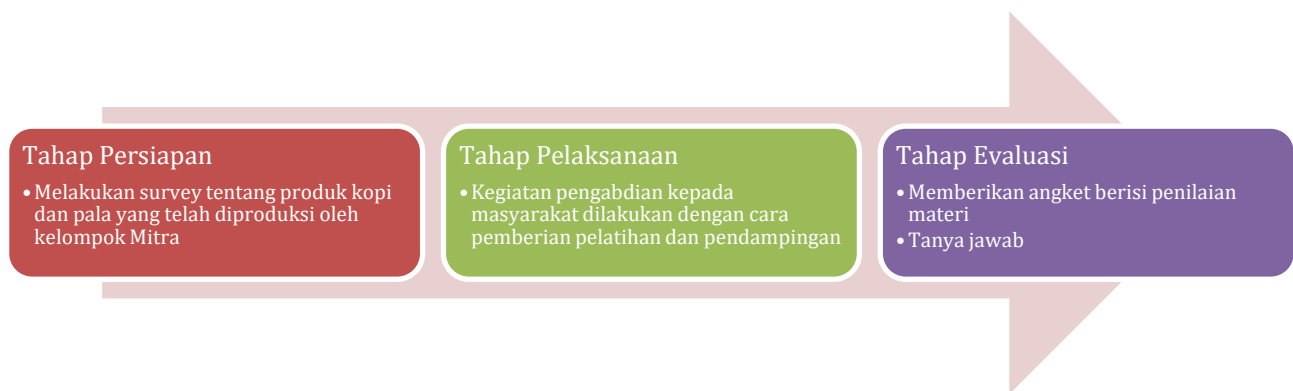 Tahap Persiapan
• Melakukan survey tentang produk kopi
dan pala yang telah diproduksi oleh
kelompok Mitra
Tahap Pelaksanaan
• Kegiatan pengabdian kepada
masyarakat dilakukan dengan cara
pemberian pelatihan dan pendampingan
Tahap Evaluasi
• Memberikan angket berisi penilaian
materi
• Tanya jawab